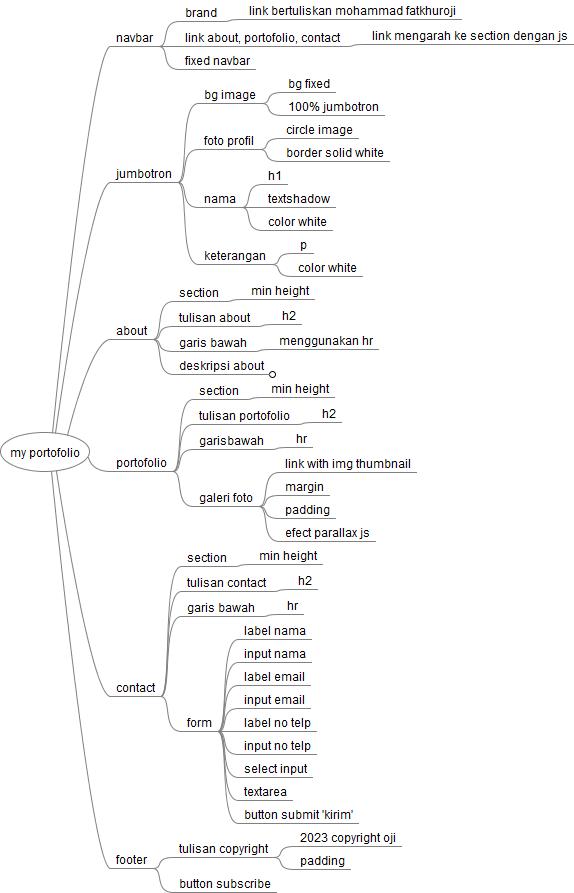 my portofolio
navbar
brand
link bertuliskan mohammad fatkhuroji
link about, portofolio, contact
link mengarah ke section dengan js
fixed navbar
jumbotron
bg image
bg fixed
100% jumbotron
foto profil
circle image
border solid white
nama
h1
textshadow
color white
keterangan
p
color white
about
section
min height
tulisan about
h2
garis bawah
menggunakan hr
deskripsi about
portofolio
section
min height
tulisan portofolio
h2
garisbawah
hr
galeri foto
link with img thumbnail
margin
padding
efect parallax js
contact
section
min height
tulisan contact
h2
garis bawah
hr
form
label nama
input nama
label email
input email
label no telp
input no telp
select input
textarea
button submit 'kirim'
footer
tulisan copyright
2023 copyright oji
padding
button subscribe